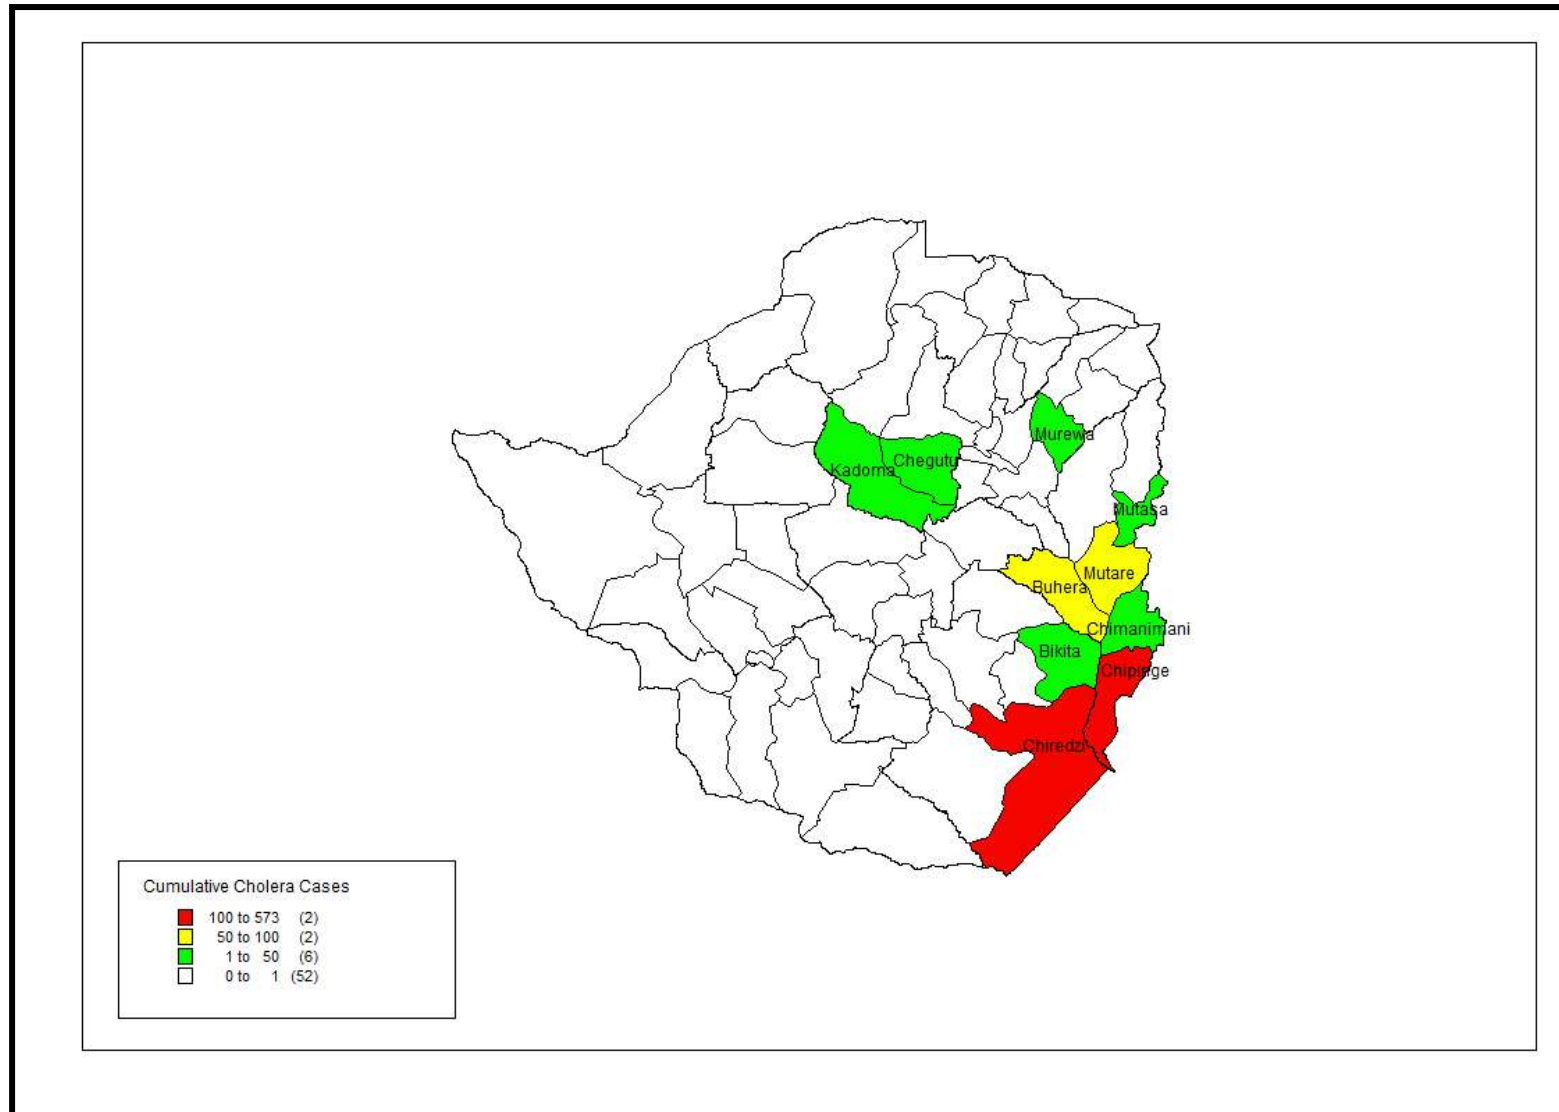 Murewa
Chegutu
Kadoma
Mutasa
Mutare
Buhera
Chimanimani
Bikita
Chipinge
Chiredzi
Cumulative Cholera Cases
100 to 573 (2)
50 to 100 (2)
1 to 50 (6)
0 to 1 (52)